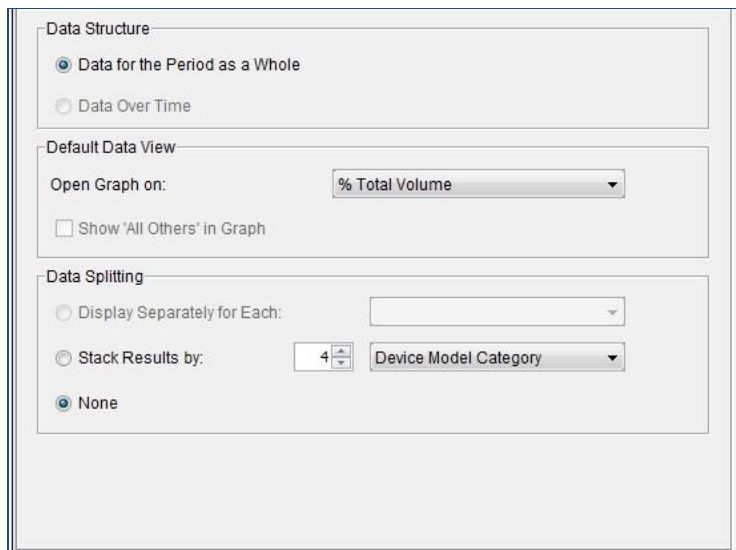 Data Structure
Data for the Period as a Whole
Data Over Time
Default Data View
Open Graph on: % Total Volume
Show 'All Others' in Graph
Data Splitting
Display Separately for Each:
Stack Results by: 4 Device Model Category
None